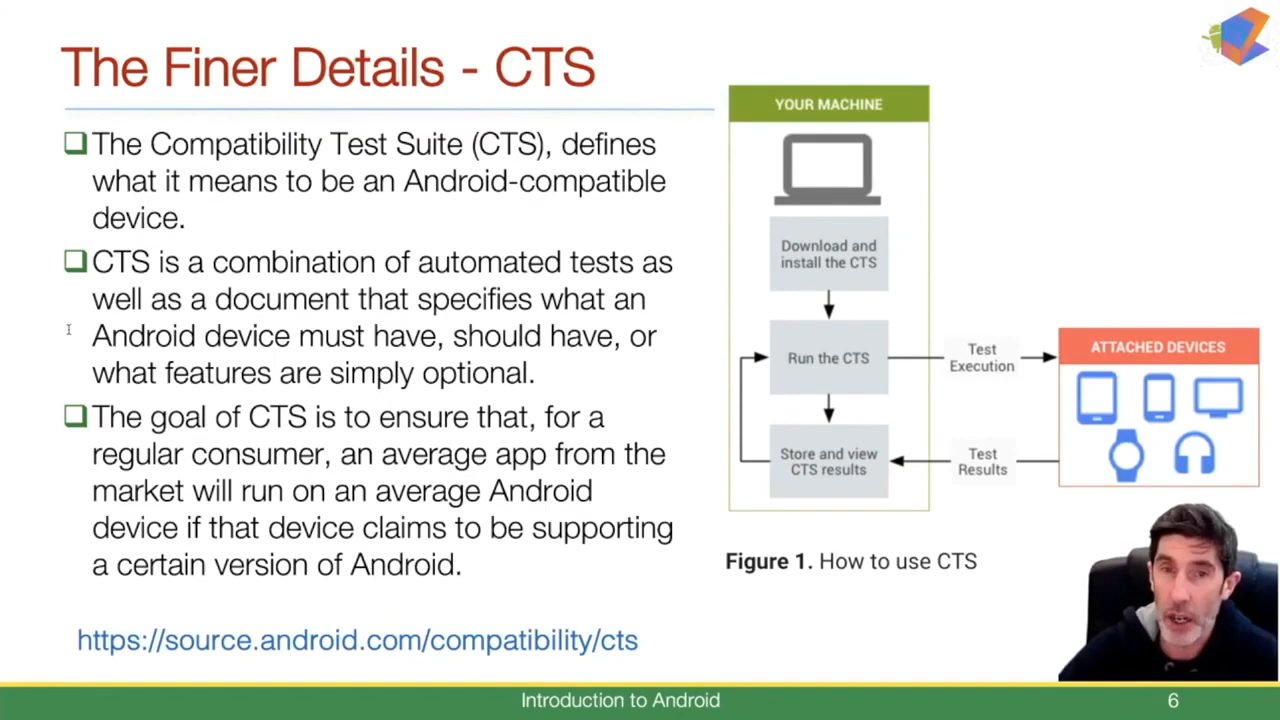 The Finer Details - CTS
The Compatibility Test Suite (CTS), defines
what it means to be an Android-compatible
device.
CTS is a combination of automated tests as
well as a document that specifies what an
Android device must have, should have, or
what features are simply optional.
The goal of CTS is to ensure that, for a
regular consumer, an average app from the
market will run on an average Android
device if that device claims to be supporting
a certain version of Android.
https://source.android.com/compatibility/cts
YOUR MACHINE
Download and
install the CTS
Run the CTS
Test
Execution
ATTACHED DEVICES
Store and view
CTS results
Test
Results
Figure 1. How to use CTS
Introduction to Android
6